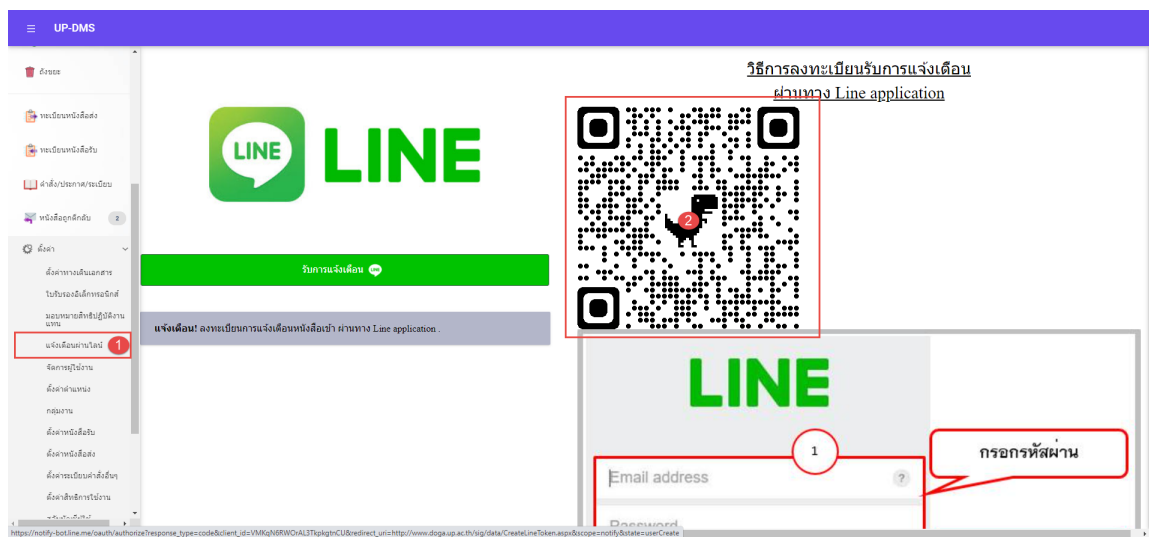 ☰ UP-DMS
ถังขยะ
ทะเบียนหนังสือส่ง
ทะเบียนหนังสือรับ
คำสั่ง/ประกาศ/ระเบียบ
หนังสือถูกดึกลับ 2
ตั้งค่า
ตั้งค่าทางเดินเอกสาร
ใบรับรองอิเล็กทรอนิกส์
มอบหมายสิทธิปฏิบัติงาน
แทน
แจ้งเตือนผ่านไลน์ 1
จัดการผู้ใช้งาน
ตั้งค่าตำแหน่ง
กลุ่มงาน
ตั้งค่าหนังสือรับ
ตั้งค่าหนังสือส่ง
ตั้งค่าระเบียบคำสั่งอื่นๆ
ตั้งค่าสิทธิการใช้งาน
LINE LINE
รับการแจ้งเตือน LINE
แจ้งเตือน! ลงทะเบียนการแจ้งเตือนหนังสือเข้า ผ่านทาง Line application .
วิธีการลงทะเบียนรับการแจ้งเตือน
ผ่านทาง Line application
2
LINE
1
กรอกรหัสผ่าน
Email address ?
Password
https://notify-bot.line.me/oauth/authorize?response_type=code&client_id=VMKqN6RWOrAL3TkpkgtnCU&redirect_uri=http://www.doga.up.ac.th/sig/data/CreateLineToken.aspx&scope=notify&state=userCreate